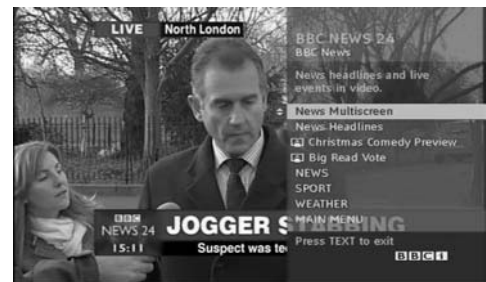 LIVE North London
BBC NEWS 24
BBC News
News headlines and live
events in video.
News Multiscreen
News Headlines
Christmas Comedy Preview
Big Read Vote
NEWS
SPORT
WEATHER
MAIN MENU
Press TEXT to exit
BBC 1
BBC
NEWS 24
15:11
JOGGER STABBING
Suspect was